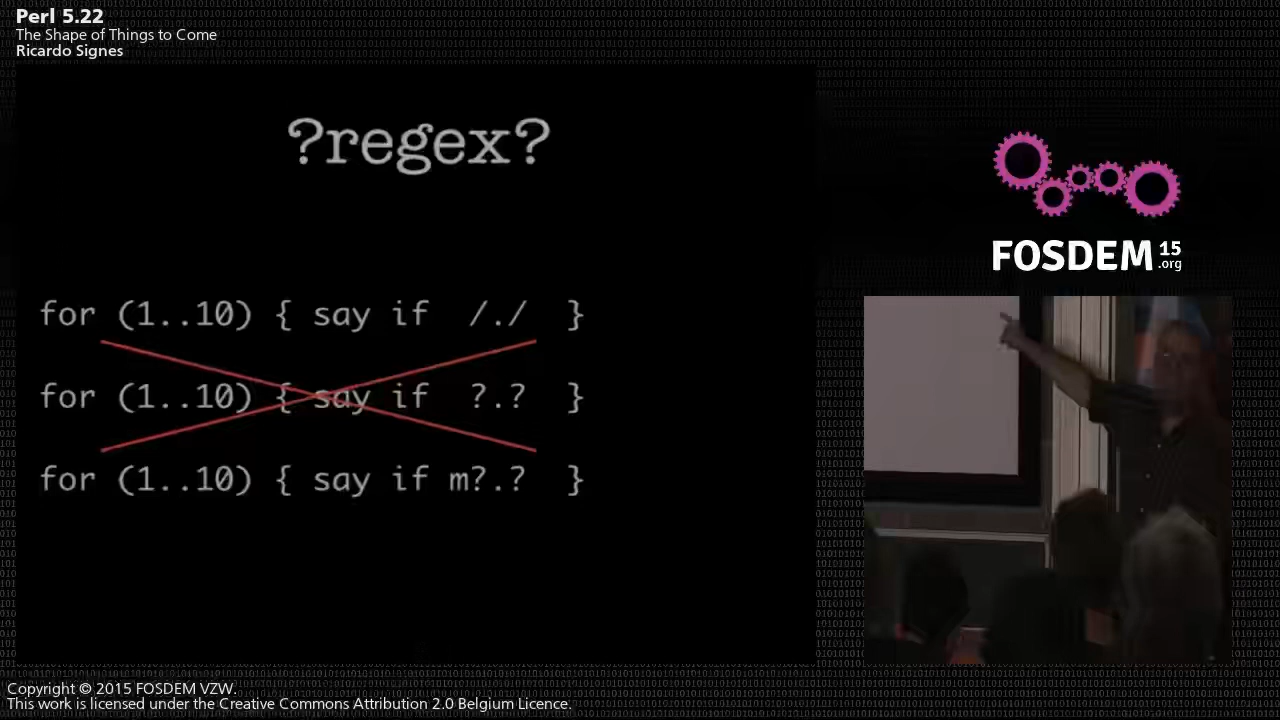 Perl 5.22
The Shape of Things to Come
Ricardo Signes
?regex?
for (1..10) { say if /./ }
for (1..10) { say if ?.? }
for (1..10) { say if m?.? }
FOSDEM 15
.org
Copyright © 2015 FOSDEM VZW.
This work is licensed under the Creative Commons Attribution 2.0 Belgium Licence.